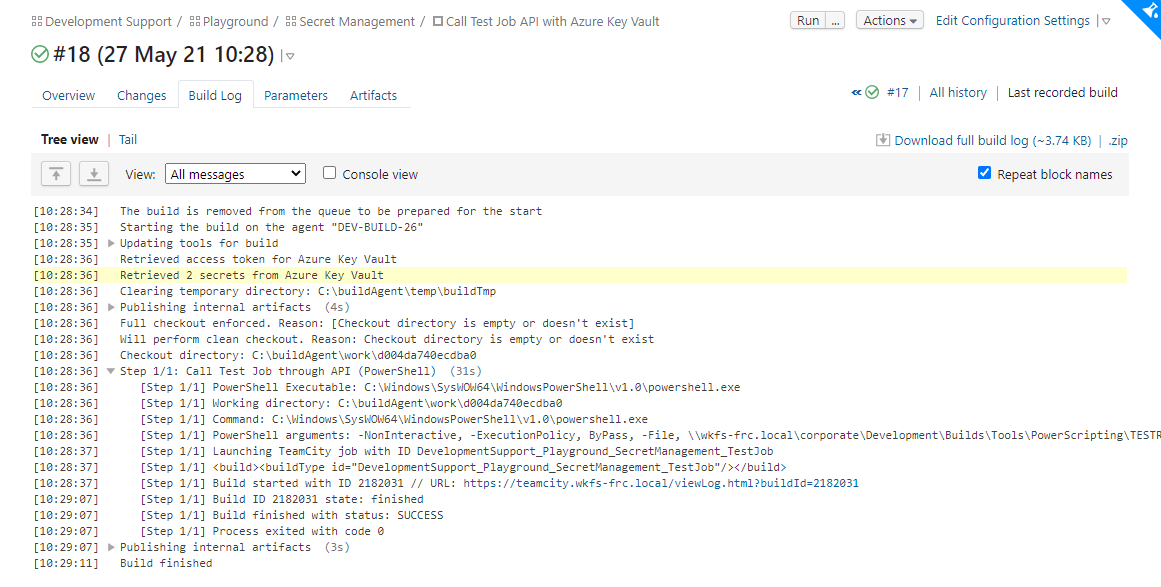 Development Support / Playground / Secret Management / Call Test Job API with Azure Key Vault
Run ... Actions Edit Configuration Settings |
#18 (27 May 21 10:28) |
Overview Changes Build Log Parameters Artifacts
« #17 | All history | Last recorded build
Tree view | Tail
Download full build log (~3.74 KB) | .zip
View: All messages Console view Repeat block names
[10:28:34] The build is removed from the queue to be prepared for the start
[10:28:35] Starting the build on the agent "DEV-BUILD-26"
[10:28:35] Updating tools for build
[10:28:36] Retrieved access token for Azure Key Vault
[10:28:36] Retrieved 2 secrets from Azure Key Vault
[10:28:36] Clearing temporary directory: C:\buildAgent\temp\buildTmp
[10:28:36] Publishing internal artifacts (4s)
[10:28:36] Full checkout enforced. Reason: [Checkout directory is empty or doesn't exist]
[10:28:36] Will perform clean checkout. Reason: Checkout directory is empty or doesn't exist
[10:28:36] Checkout directory: C:\buildAgent\work\d004da740ecdba0
[10:28:36] Step 1/1: Call Test Job through API (PowerShell) (31s)
[10:28:36] [Step 1/1] PowerShell Executable: C:\Windows\SysWOW64\WindowsPowerShell\v1.0\powershell.exe
[10:28:36] [Step 1/1] Working directory: C:\buildAgent\work\d004da740ecdba0
[10:28:36] [Step 1/1] Command: C:\Windows\SysWOW64\WindowsPowerShell\v1.0\powershell.exe
[10:28:36] [Step 1/1] PowerShell arguments: -NonInteractive, -ExecutionPolicy, ByPass, -File, \\wkfs-frc.local\corporate\Development\Builds\Tools\PowerScripting\TESTR
[10:28:36] [Step 1/1] Launching TeamCity job with ID DevelopmentSupport_Playground_SecretManagement_TestJob
[10:28:36] [Step 1/1] <build><buildType id="DevelopmentSupport_Playground_SecretManagement_TestJob"/></build>
[10:28:37] [Step 1/1] Build started with ID 2182031 // URL: https://teamcity.wkfs-frc.local/viewLog.html?buildId=2182031
[10:29:07] [Step 1/1] Build ID 2182031 state: finished
[10:29:07] [Step 1/1] Build finished with status: SUCCESS
[10:29:07] [Step 1/1] Process exited with code 0
[10:29:07] Publishing internal artifacts (3s)
[10:29:11] Build finished